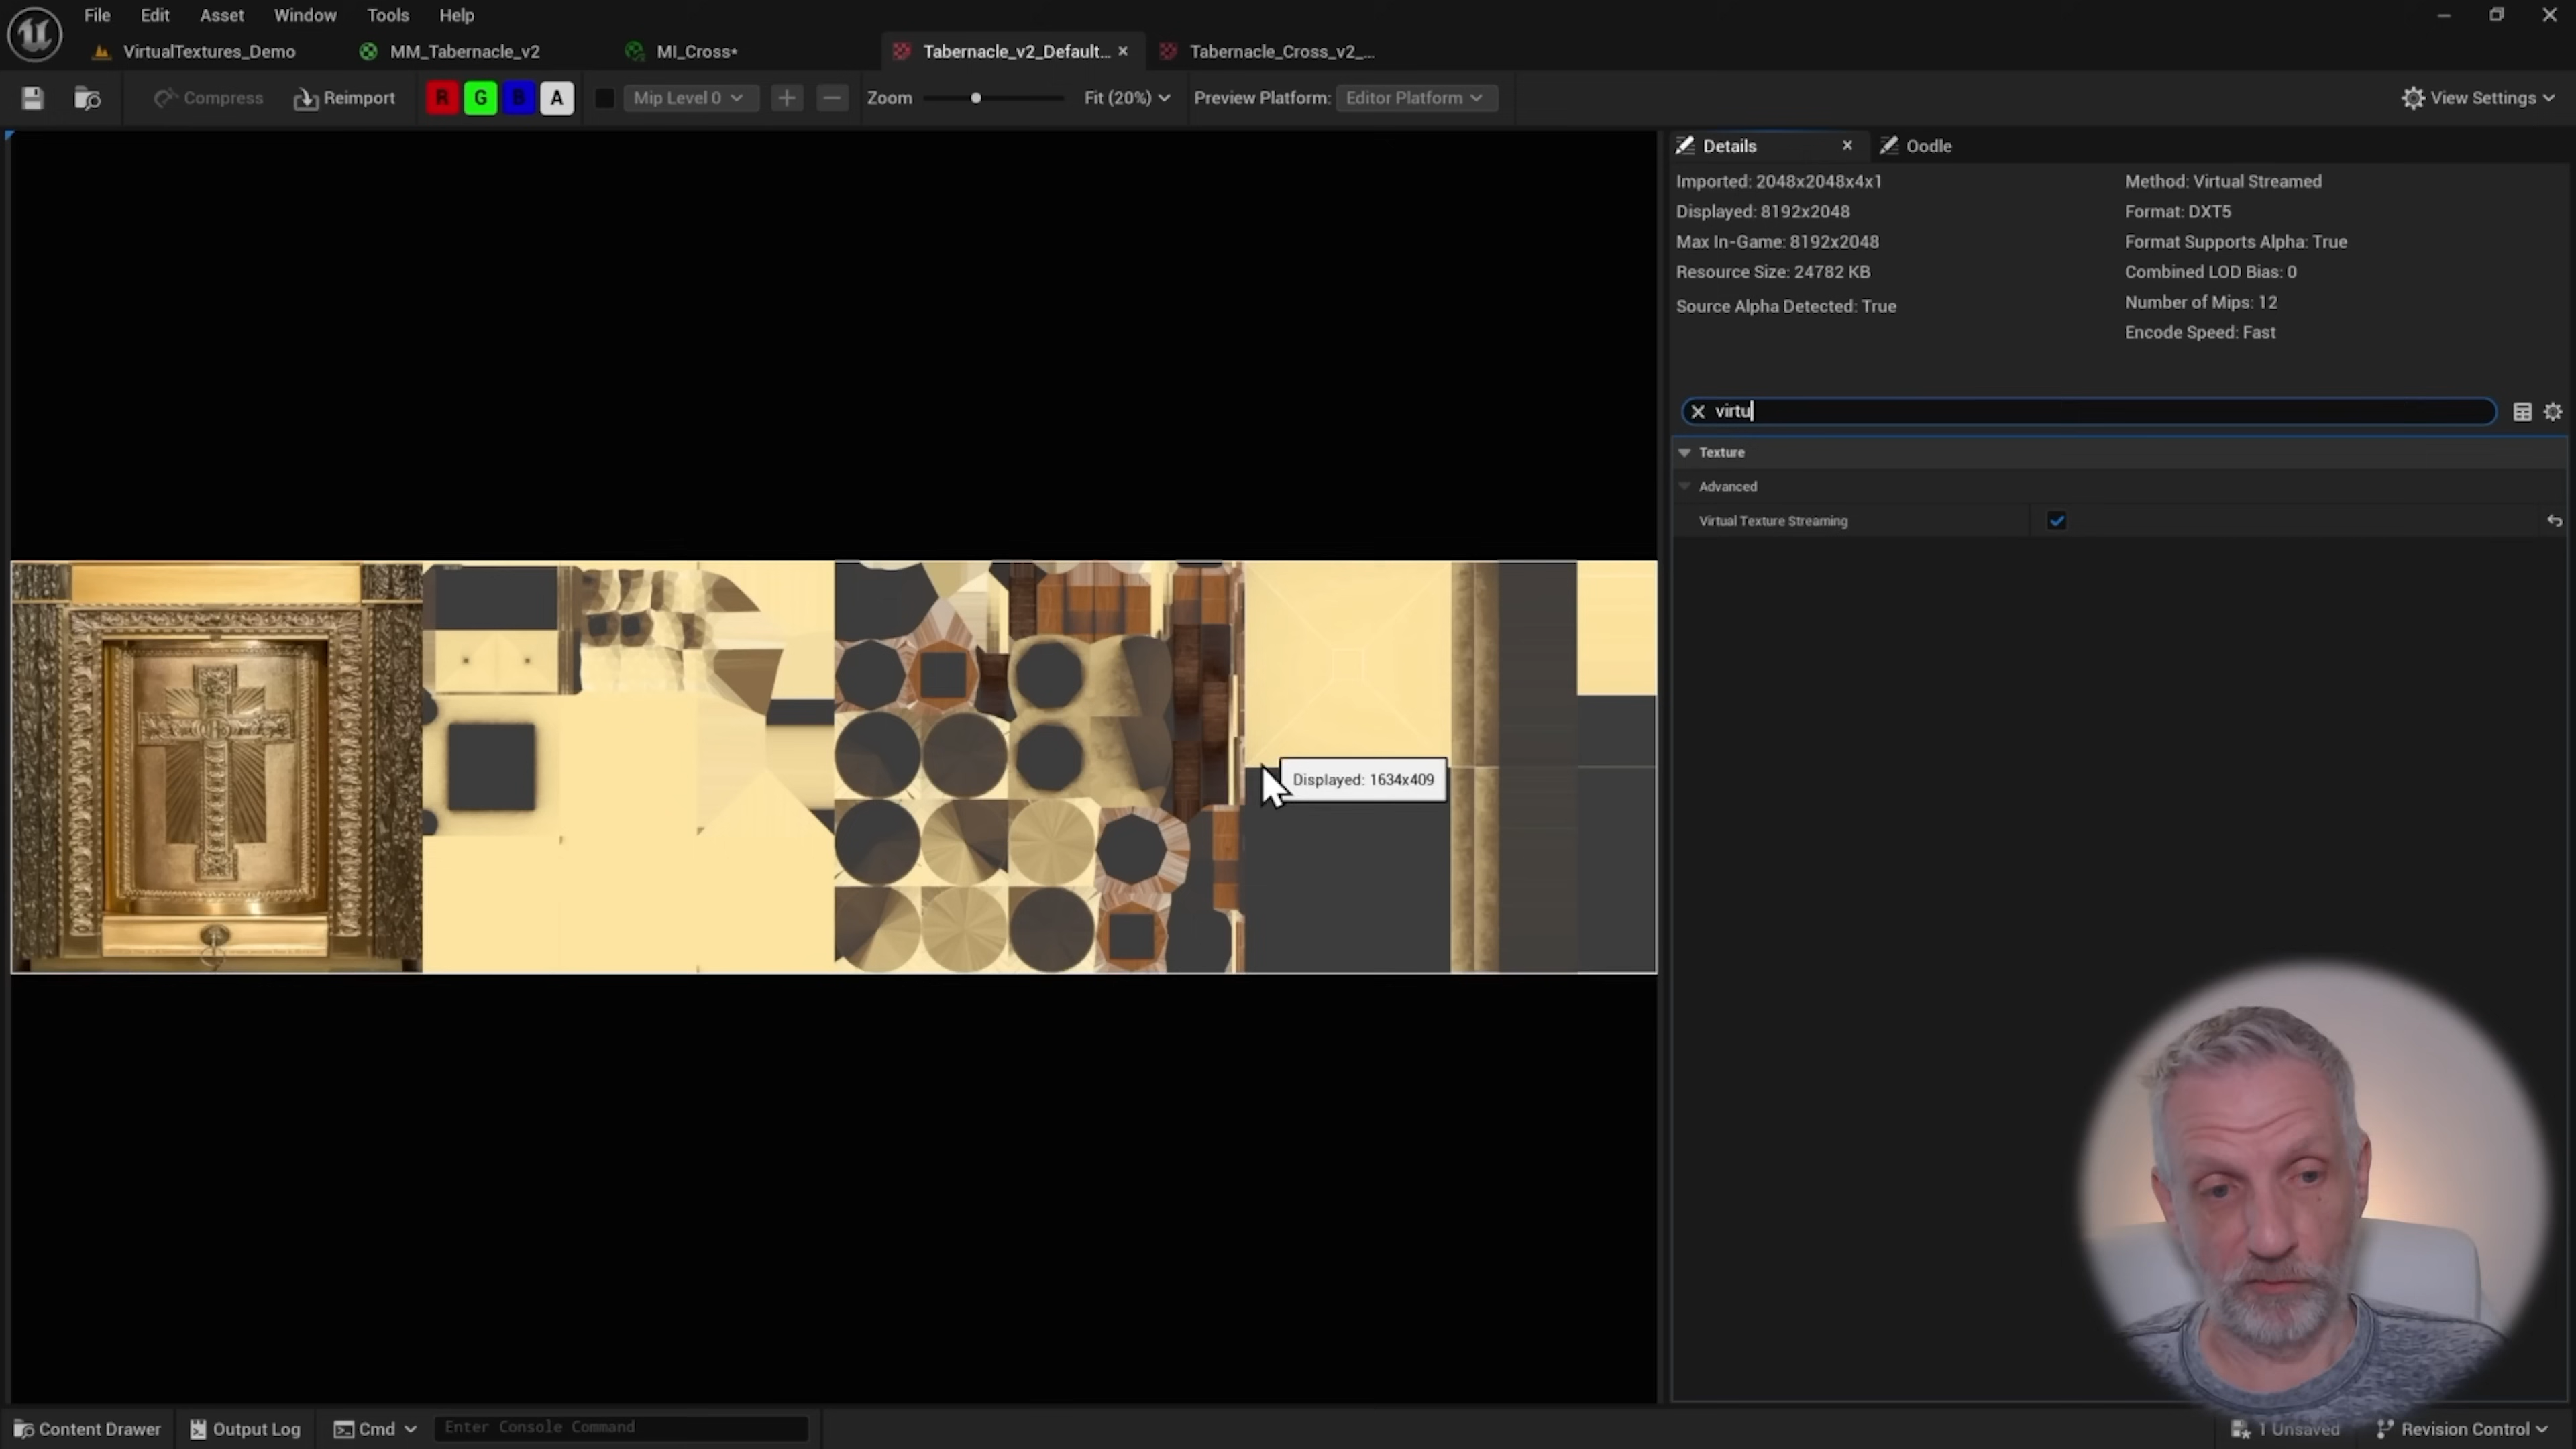 File Edit Asset Window Tools Help
VirtualTextures_Demo MM_Tabernacle_v2 MI_Cross* Tabernacle_v2_Default... Tabernacle_Cross_v2_...
Compress Reimport R G B A Mip Level 0 Zoom Fit (20%) Preview Platform: Editor Platform View Settings
Details Oodle
Imported: 2048x2048x4x1 Method: Virtual Streamed
Displayed: 8192x2048 Format: DXT5
Max In-Game: 8192x2048 Format Supports Alpha: True
Resource Size: 24782 KB Combined LOD Bias: 0
Source Alpha Detected: True Number of Mips: 12
Encode Speed: Fast
virtu
Texture
Advanced
Virtual Texture Streaming
Displayed: 1634x409
Content Drawer Output Log Cmd Enter Console Command 1 Unsaved Revision Control